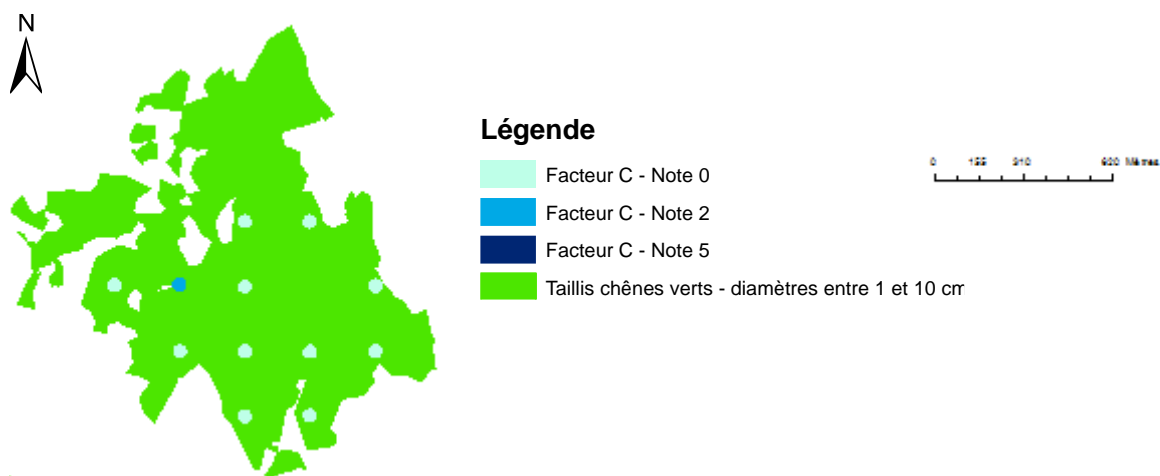 N
Légende
Facteur C - Note 0
Facteur C - Note 2
Facteur C - Note 5
Taillis chênes verts - diamètres entre 1 et 10 cm
0 155 310 620 Mètres